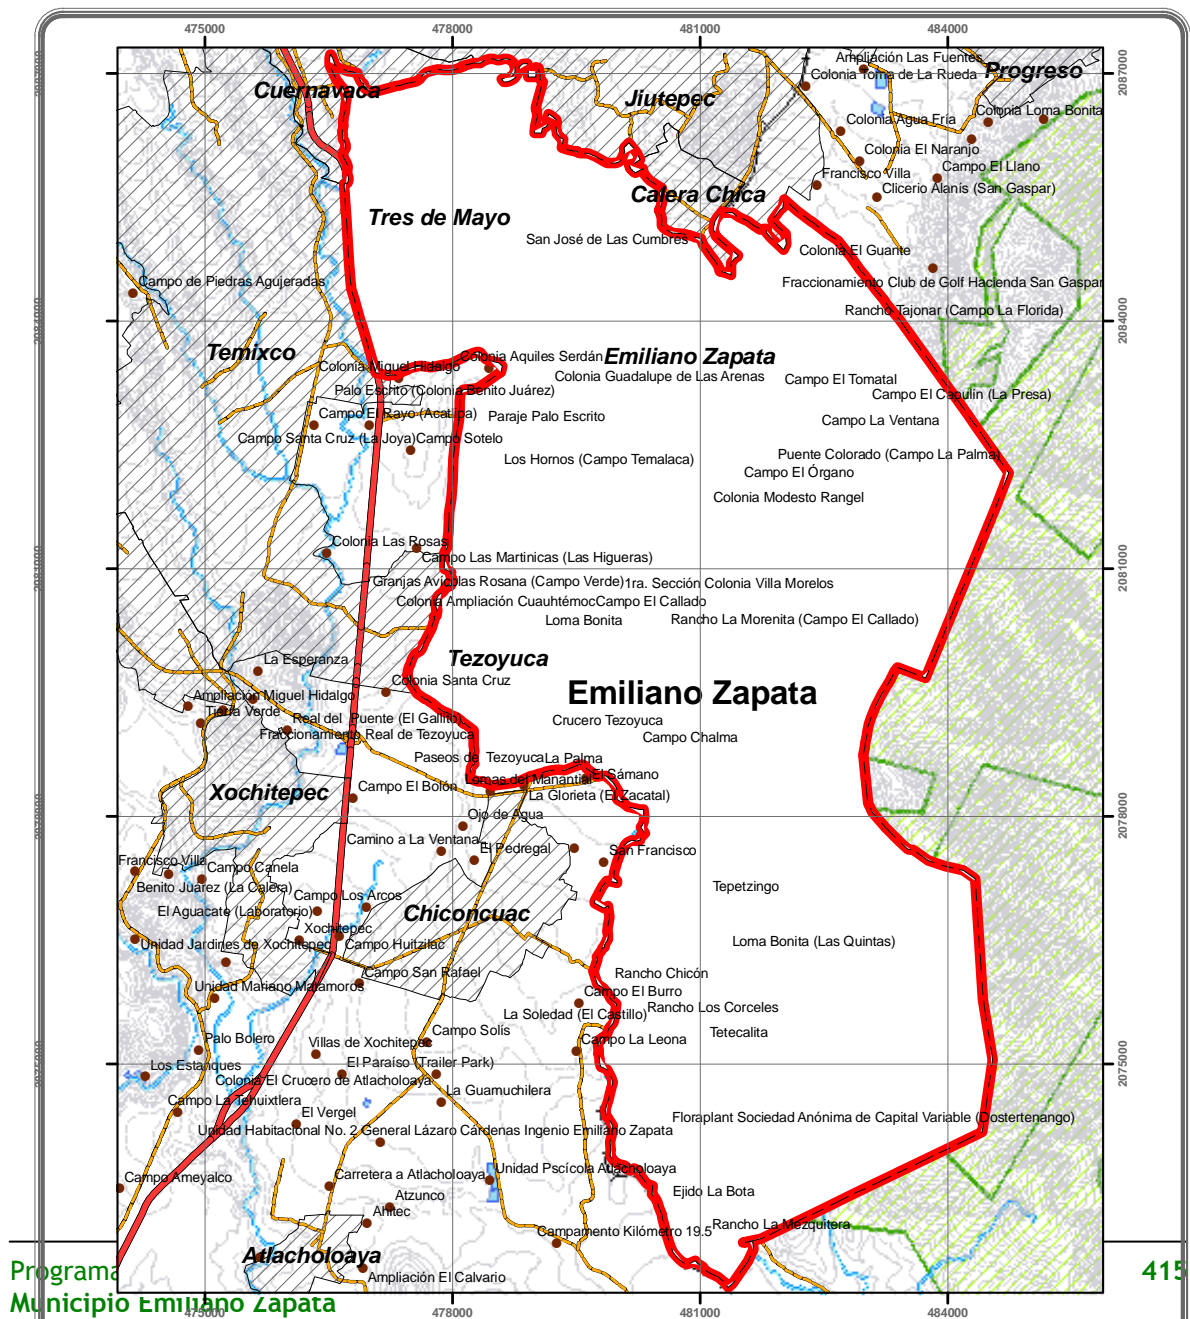 475000 478000 481000 484000
2087000
Ampliación Las Fuentes
Colonia Toma de La Rueda
Progreso
Cuernavaca
Jiutepec
Colonia Loma Bonita
Colonia Agua Fría
Colonia El Naranjo
Campo El Llano
Francisco Villa
Clicerio Alanís (San Gaspar)
Calera Chica
Tres de Mayo
San José de Las Cumbres
Colonia El Guante
Campo de Piedras Agujeradas
Fraccionamiento Club de Golf Hacienda San Gaspar
Rancho Tajonar (Campo La Florida)
2084000 2084000
Temixco
Colonia Aquiles Serdán
Emiliano Zapata
Colonia Miguel Hidalgo
Colonia Guadalupe de Las Arenas
Campo El Tomatal
Palo Escrito (Colonia Benito Juárez)
Campo El Capulín (La Presa)
Campo El Rayo (Acatlipa)
Paraje Palo Escrito
Campo La Ventana
Campo Santa Cruz (La Joya)
Campo Sotelo
Los Hornos (Campo Temalaca)
Puente Colorado (Campo La Palma)
Campo El Órgano
Colonia Modesto Rangel
Colonia Las Rosas
Campo Las Martinicas (Las Higueras)
2081000 2081000
Granjas Avícolas Rosana (Campo Verde)
1ra. Sección Colonia Villa Morelos
Colonia Ampliación Cuauhtémoc
Campo El Callado
Loma Bonita
Rancho La Morenita (Campo El Callado)
La Esperanza
Tezoyuca
Colonia Santa Cruz
Emiliano Zapata
Ampliación Miguel Hidalgo
Tierra Verde
Real del Puente (El Gallito)
Crucero Tezoyuca
Fraccionamiento Real de Tezoyuca
Campo Chalma
Paseos de Tezoyuca
La Palma
Lomas del Manantial
El Sámano
Xochitepec
Campo El Bolón
La Glorieta (El Zacatal)
2078000 2078000
Ojo de Agua
Camino a La Ventana
El Pedregal
San Francisco
Francisco Villa
Campo Canela
Benito Juárez (La Calera)
Tepetzingo
Campo Los Arcos
El Aguacate (Laboratorio)
Chiconcuac
Xochitepec
Unidad Jardines de Xochitepec
Campo Huitzilac
Loma Bonita (Las Quintas)
Campo San Rafael
Rancho Chicón
Unidad Mariano Matamoros
Campo El Burro
Rancho Los Corceles
La Soledad (El Castillo)
Campo Solís
Tetecalita
Palo Bolero
Villas de Xochitepec
Campo La Leona
Los Estanques
El Paraíso (Trailer Park)
2075000 2075000
Colonia El Crucero de Atlacholoaya
La Guamuchilera
Campo La Tehuixtlera
El Vergel
Floraplant Sociedad Anónima de Capital Variable (Dostertenango)
Unidad Habitacional No. 2 General Lázaro Cárdenas Ingenio Emiliano Zapata
Campo Ameyalco
Carretera a Atlacholoaya
Unidad Pscícola Atlacholoaya
Atzunco
Ejido La Bota
Ahitec
Campamento Kilómetro 19.5
Rancho La Mezquitera
Atlacholoaya
Ampliación El Calvario
Programa
415
Municipio Emiliano Zapata
475000 478000 481000 484000